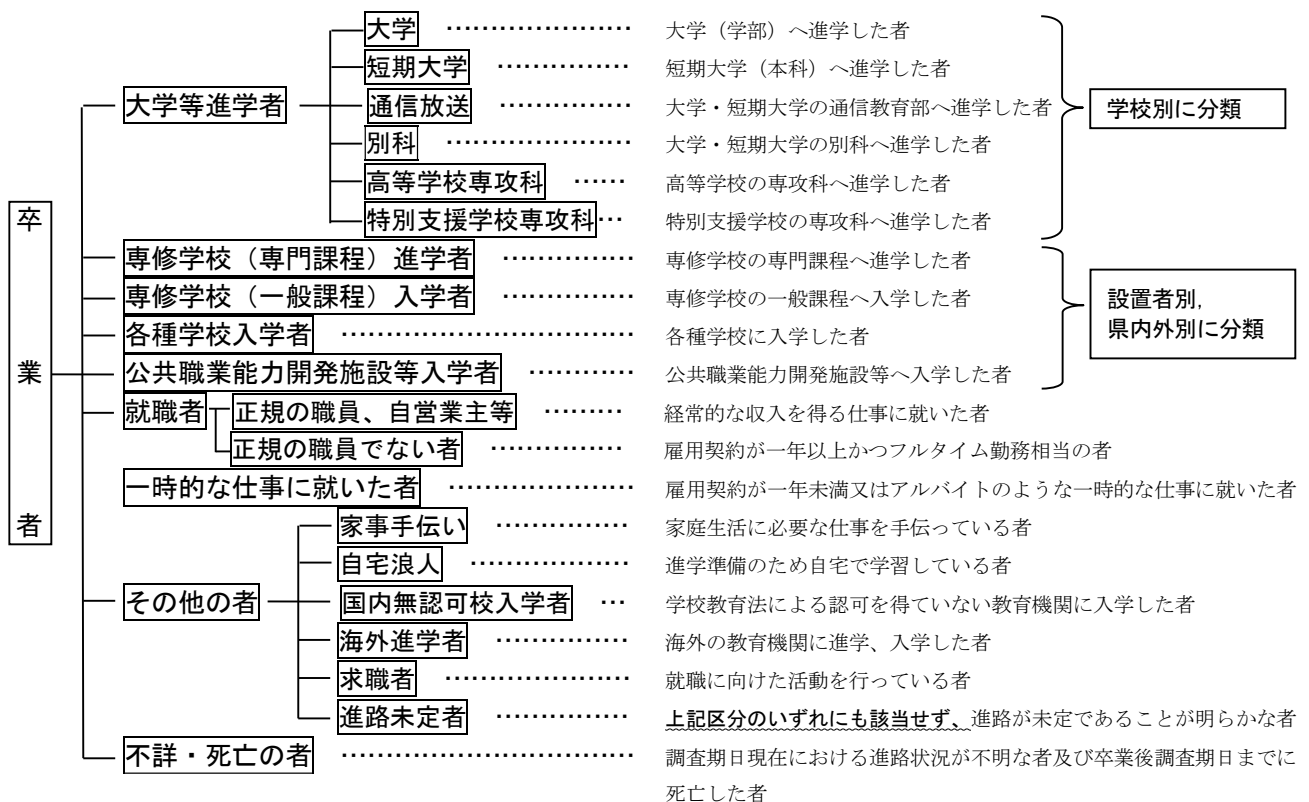 大学 ………………… 大学（学部）へ進学した者
短期大学 …………… 短期大学（本科）へ進学した者
大学等進学者 通信放送 …………… 大学・短期大学の通信教育部へ進学した者 学校別に分類
別科 ………………… 大学・短期大学の別科へ進学した者
高等学校専攻科 …… 高等学校の専攻科へ進学した者
特別支援学校専攻科… 特別支援学校の専攻科へ進学した者
卒業者
専修学校（専門課程）進学者 …………… 専修学校の専門課程へ進学した者
専修学校（一般課程）入学者 …………… 専修学校の一般課程へ入学した者
設置者別，
県内外別に分類
各種学校入学者 ………………………… 各種学校に入学した者
公共職業能力開発施設等入学者 ………… 公共職業能力開発施設等へ入学した者
就職者 正規の職員、自営業主等 ……… 経常的な収入を得る仕事に就いた者
正規の職員でない者 …………… 雇用契約が一年以上かつフルタイム勤務相当の者
一時的な仕事に就いた者 ………………… 雇用契約が一年未満又はアルバイトのような一時的な仕事に就いた者
家事手伝い …………… 家庭生活に必要な仕事を手伝っている者
自宅浪人 ……………… 進学準備のため自宅で学習している者
その他の者 国内無認可校入学者 … 学校教育法による認可を得ていない教育機関に入学した者
海外進学者 …………… 海外の教育機関に進学、入学した者
求職者 ………………… 就職に向けた活動を行っている者
進路未定者 …………… 上記区分のいずれにも該当せず、進路が未定であることが明らかな者
不詳・死亡の者 ………………………… 調査期日現在における進路状況が不明な者及び卒業後調査期日までに
死亡した者